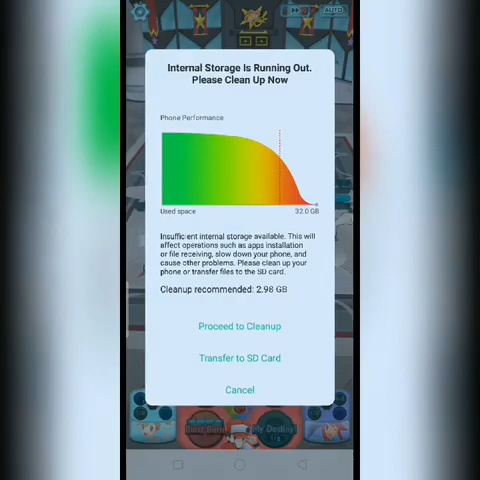 AUTO
Internal Storage Is Running Out.
Please Clean Up Now
Phone Performance
Used space
32.0 GB
Insufficient internal storage available. This will
affect operations such as apps installation
or file receiving, slow down your phone, and
cause other problems. Please clean up your
phone or transfer files to the SD card.
Cleanup recommended: 2.98 GB
Proceed to Cleanup
Transfer to SD Card
Cancel